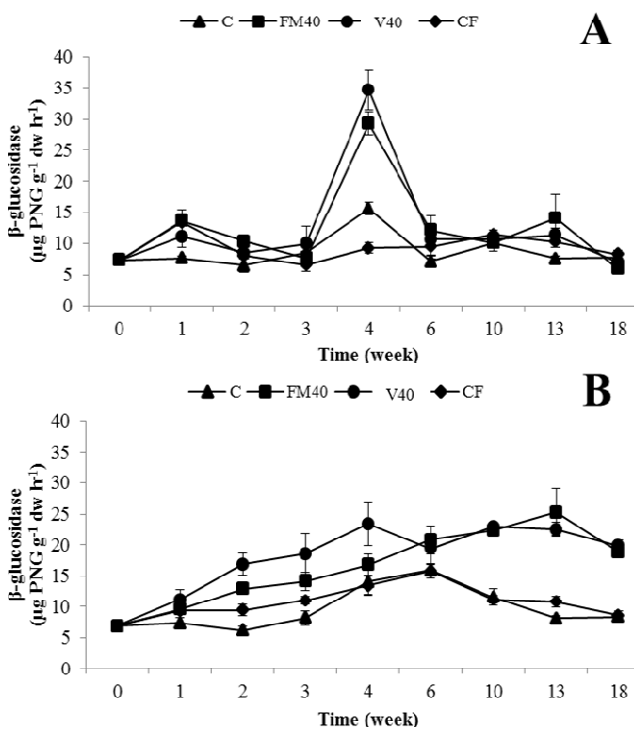 C FM40 V40 CF
A
β-glucosidase
(µg PNG g⁻¹ dw h⁻¹)
40
35
30
25
20
15
10
5
0
0 1 2 3 4 6 10 13 18
Time (week)
C FM40 V40 CF
B
β-glucosidase
(µg PNG g⁻¹ dw h⁻¹)
40
35
30
25
20
15
10
5
0
0 1 2 3 4 6 10 13 18
Time (week)